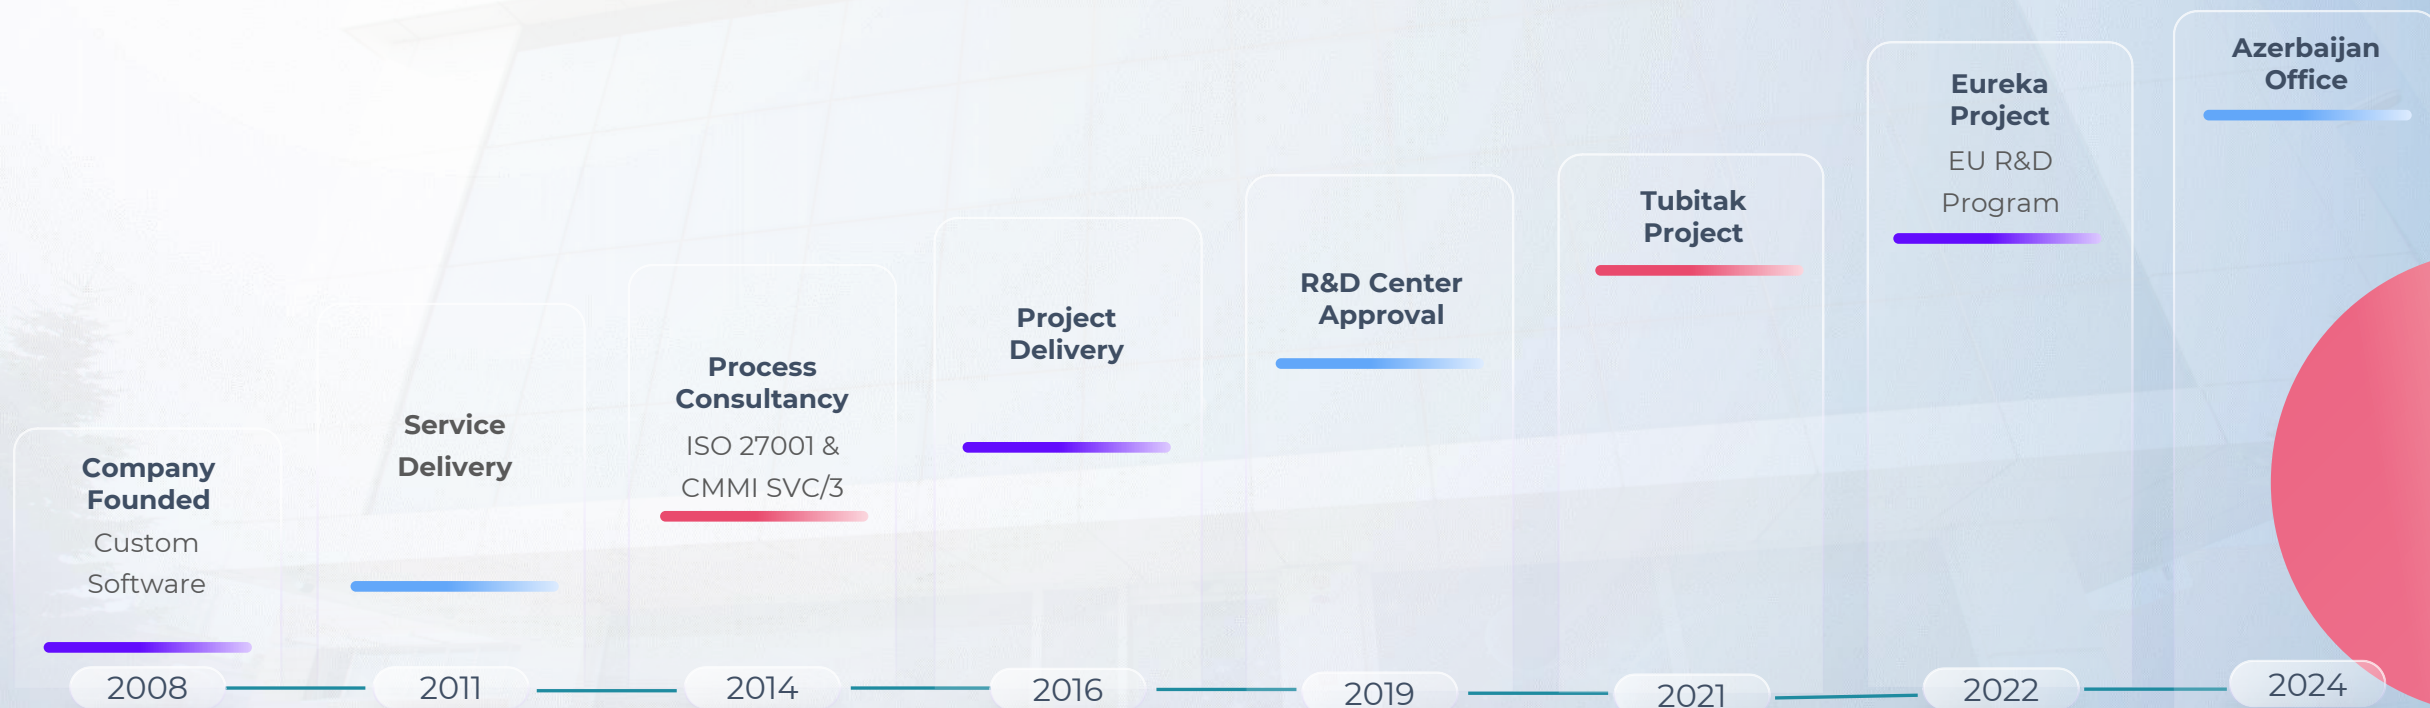 Company
Founded
Custom
Software
2008
Service
Delivery
2011
Process
Consultancy
ISO 27001 &
CMMI SVC/3
2014
Project
Delivery
2016
R&D Center
Approval
2019
Tubitak
Project
2021
Eureka
Project
EU R&D
Program
2022
Azerbaijan
Office
2024